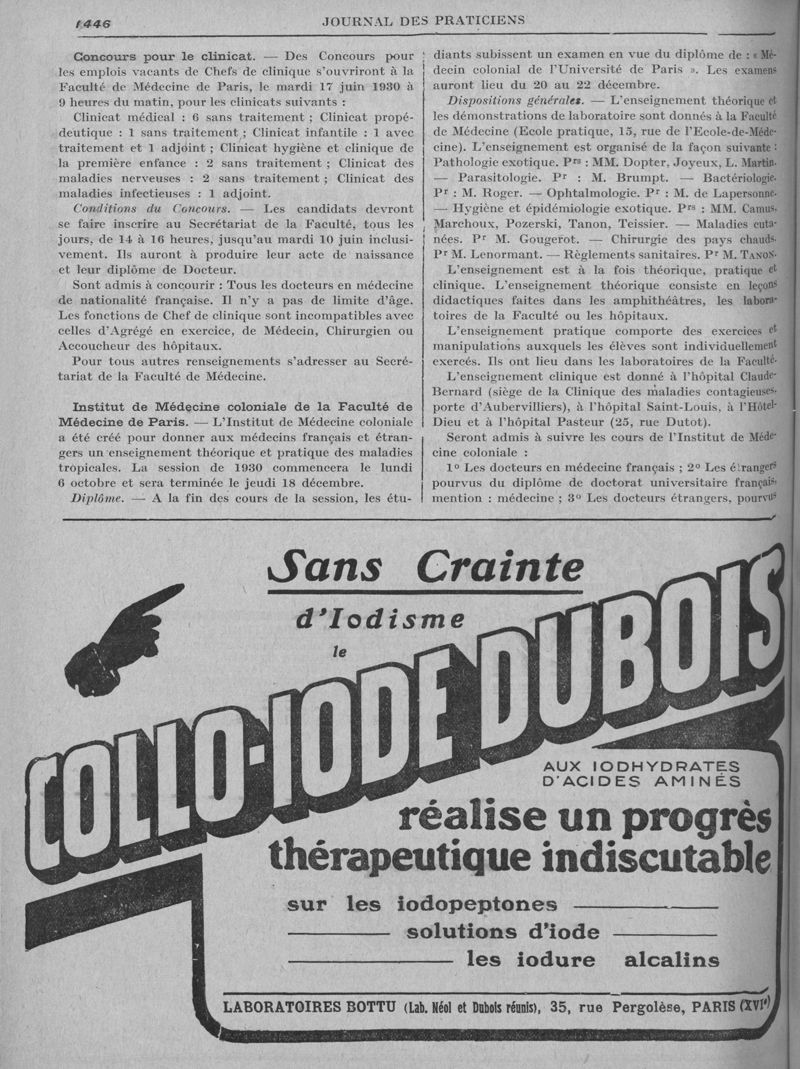 1446
JOURNAL DES PRATICIENS
Concours pour le clinicat. — Des Concours pour
les emplois vacants de Chefs de clinique s'ouvriront à la
Faculté de Médecine de Paris, le mardi 17 juin 1930 à
9 heures du matin, pour les clinicats suivants :
Clinicat médical : 6 sans traitement ; Clinicat propé-
deutique : 1 sans traitement ; Clinicat infantile : 1 avec
traitement et 1 adjoint ; Clinicat hygiène et clinique de
la première enfance : 2 sans traitement ; Clinicat des
maladies nerveuses : 2 sans traitement ; Clinicat des
maladies infectieuses : 1 adjoint.
Conditions du Concours. — Les candidats devront
se faire inscrire au Secrétariat de la Faculté, tous les
jours, de 14 à 16 heures, jusqu'au mardi 10 juin inclusi-
vement. Ils auront à produire leur acte de naissance
et leur diplôme de Docteur.
Sont admis à concourir : Tous les docteurs en médecine
de nationalité française. Il n'y a pas de limite d'âge.
Les fonctions de Chef de clinique sont incompatibles avec
celles d'Agrégé en exercice, de Médecin, Chirurgien ou
Accoucheur des hôpitaux.
Pour tous autres renseignements s'adresser au Secré-
tariat de la Faculté de Médecine.
Institut de Médecine coloniale de la Faculté de
Médecine de Paris. — L'Institut de Médecine coloniale
a été créé pour donner aux médecins français et étran-
gers un enseignement théorique et pratique des maladies
tropicales. La session de 1930 commencera le lundi
6 octobre et sera terminée le jeudi 18 décembre.
Diplôme. — A la fin des cours de la session, les étu-
diants subissent un examen en vue du diplôme de : « Mé-
decin colonial de l'Université de Paris ». Les examens
auront lieu du 20 au 22 décembre.
Dispositions générales. — L'enseignement théorique et
les démonstrations de laboratoire sont donnés à la Faculté
de Médecine (Ecole pratique, 15, rue de l'Ecole-de-Méde-
cine). L'enseignement est organisé de la façon suivante :
Pathologie exotique. Prs : MM. Dopter, Joyeux, L. Martin.
— Parasitologie. Pr : M. Brumpt. — Bactériologie.
Pr : M. Roger. — Ophtalmologie. Pr : M. de Lapersonne.
— Hygiène et épidémiologie exotique. Prs : MM. Camus,
Marchoux, Pozerski, Tanon, Teissier. — Maladies cuta-
nées. Pr M. Gougerot. — Chirurgie des pays chauds.
Pr M. Lenormant. — Règlements sanitaires. Pr M. TANON.
L'enseignement est à la fois théorique, pratique et
clinique. L'enseignement théorique consiste en leçons
didactiques faites dans les amphithéâtres, les labora-
toires de la Faculté ou les hôpitaux.
L'enseignement pratique comporte des exercices et
manipulations auxquels les élèves sont individuellement
exercés. Ils ont lieu dans les laboratoires de la Faculté.
L'enseignement clinique est donné à l'hôpital Claude-
Bernard (siège de la Clinique des maladies contagieuses,
porte d'Aubervilliers), à l'hôpital Saint-Louis, à l'Hôtel-
Dieu et à l'hôpital Pasteur (25, rue Dutot).
Seront admis à suivre les cours de l'Institut de Méde-
cine coloniale :
1º Les docteurs en médecine français ; 2º Les étrangers
pourvus du diplôme de doctorat universitaire français,
mention : médecine ; 3º Les docteurs étrangers, pourvus
Sans Crainte
d'Iodisme
le
COLLO-IODE DUBOIS
AUX IODHYDRATES
D'ACIDES AMINÉS
réalise un progrès
thérapeutique indiscutable
sur les iodopeptones
solutions d'iode
les iodure alcalins
LABORATOIRES BOTTU (Lab. Néol et Dubois réunis), 35, rue Pergolèse, PARIS (XVIe)